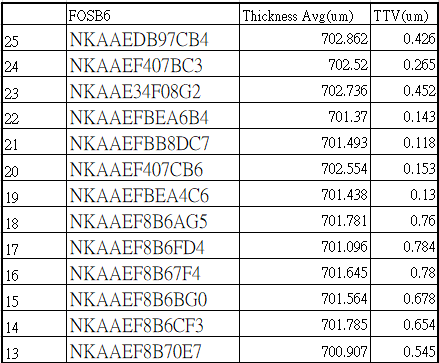 FOSB6 Thickness Avg(um) TTV(um)
25 NKAAEDB97CB4 702.862 0.426
24 NKAAEF407BC3 702.52 0.265
23 NKAAE34F08G2 702.736 0.452
22 NKAAEFBEA6B4 701.37 0.143
21 NKAAEFBB8DC7 701.493 0.118
20 NKAAEF407CB6 702.554 0.153
19 NKAAEFBEA4C6 701.438 0.13
18 NKAAEF8B6AG5 701.781 0.76
17 NKAAEF8B6FD4 701.096 0.784
16 NKAAEF8B67F4 701.645 0.78
15 NKAAEF8B6BG0 701.564 0.678
14 NKAAEF8B6CF3 701.785 0.654
13 NKAAEF8B70E7 700.907 0.545